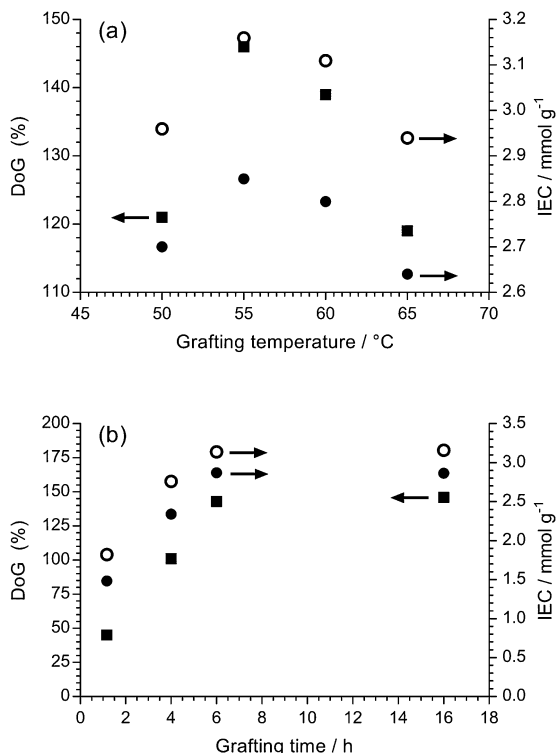 (a)
150
140
130
120
110
DoG (%)
3.2
3.1
3.0
2.9
2.8
2.7
2.6
IEC / mmol g⁻¹
45 50 55 60 65 70
Grafting temperature / °C
(b)
200
175
150
125
100
75
50
25
0
DoG (%)
3.5
3.0
2.5
2.0
1.5
1.0
0.5
0.0
IEC / mmol g⁻¹
0 2 4 6 8 10 12 14 16 18
Grafting time / h